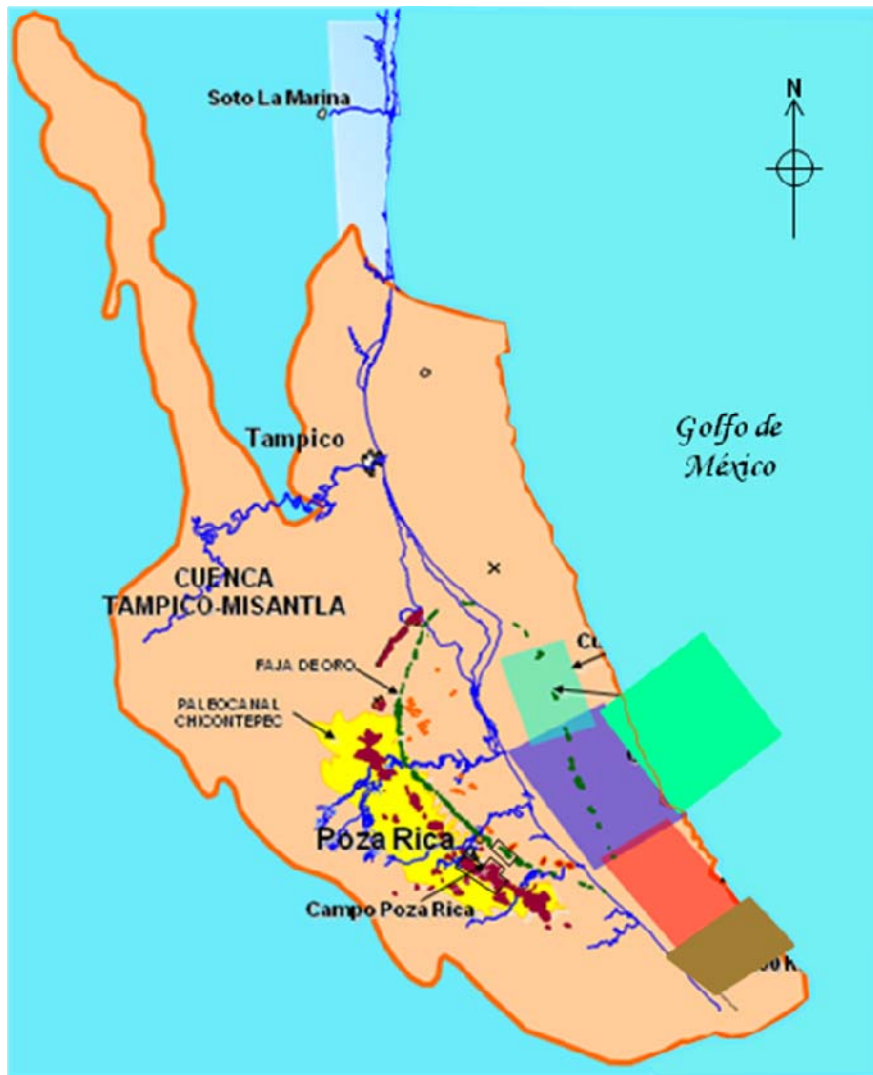 Soto La Marina
N
Golfo de
México
Tampico
CUENCA
TAMPICO-MISANTLA
FAJA DE ORO
PALEOCANAL
CHICONTEPEC
Poza Rica
Campo Poza Rica